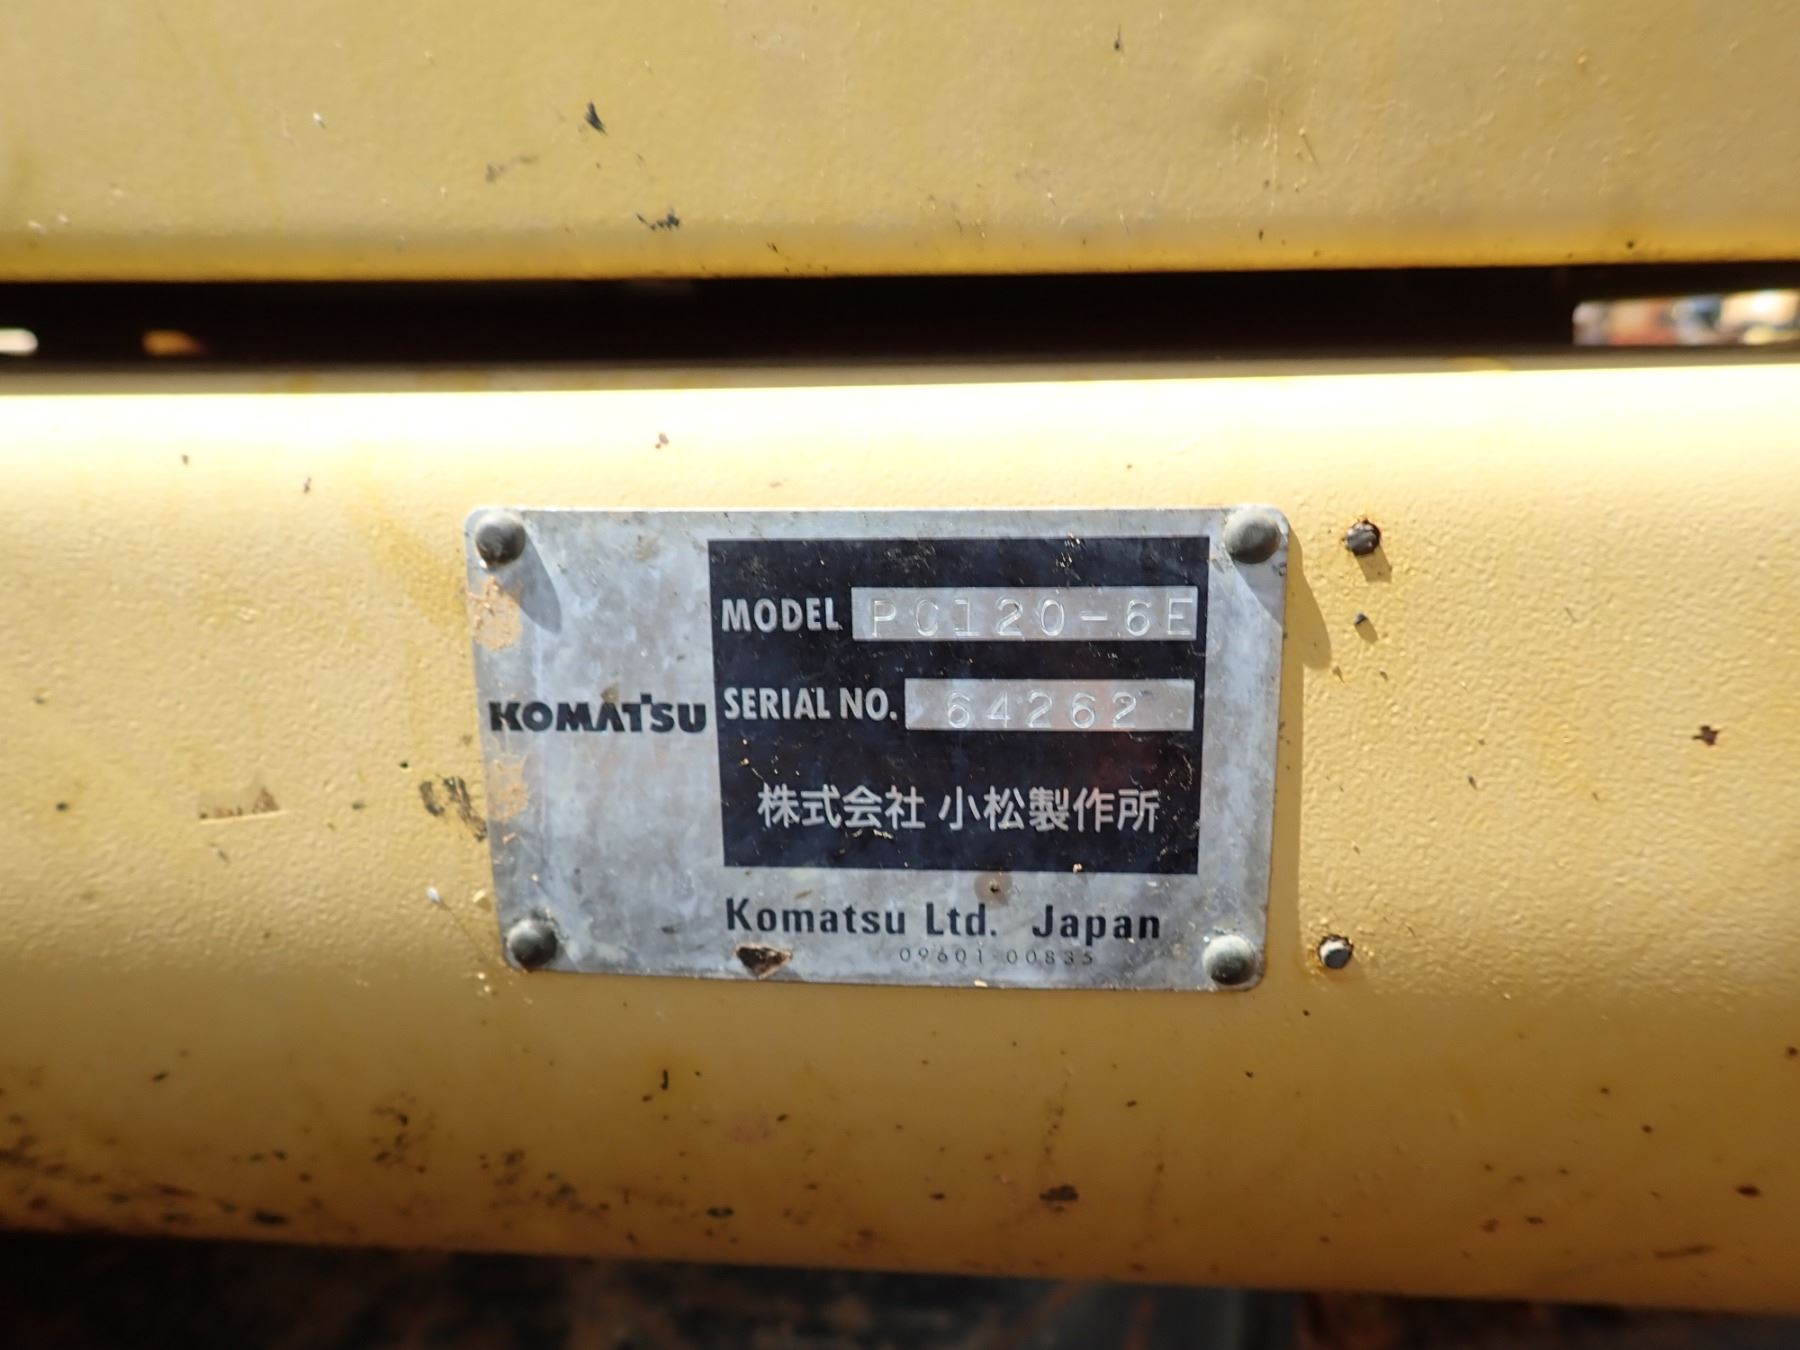 MODEL PC120-6E
SERIAL NO. 64262
KOMATSU
株式会社 小松製作所
Komatsu Ltd. Japan
09601-00835